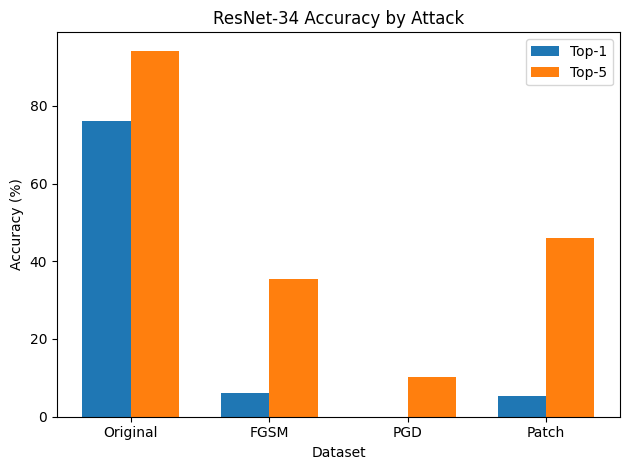 ResNet-34 Accuracy by Attack
Top-1
Top-5
Accuracy (%)
80
60
40
20
0
Original FGSM PGD Patch
Dataset